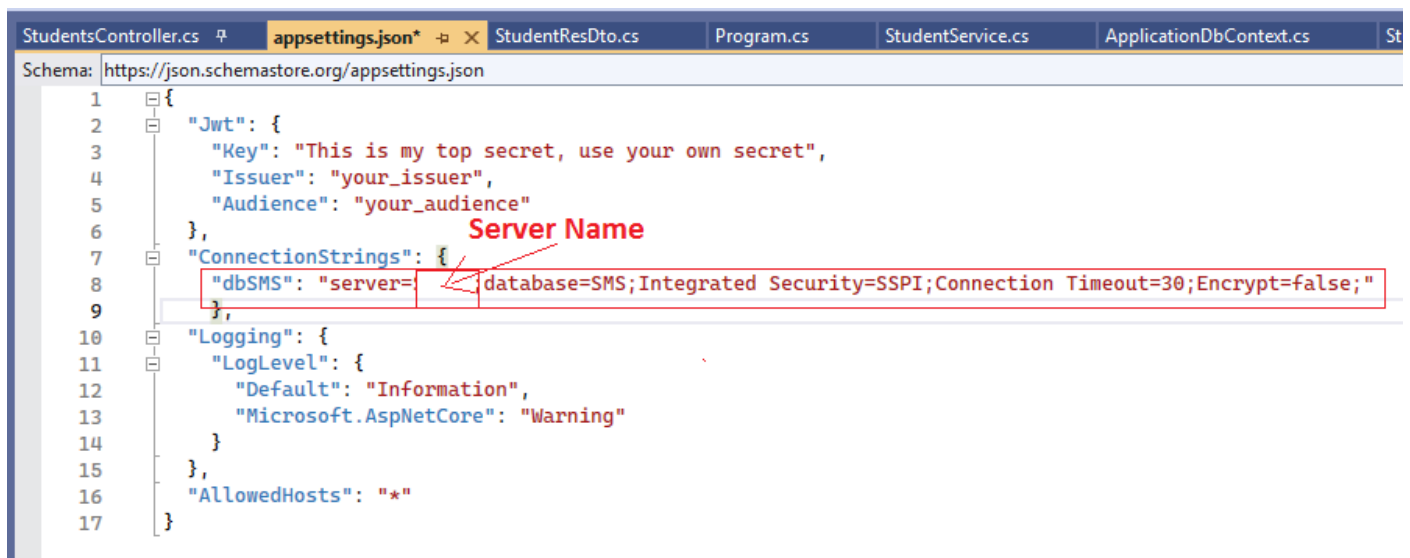 StudentsController.cs appsettings.json* StudentResDto.cs Program.cs StudentService.cs ApplicationDbContext.cs St
Schema: https://json.schemastore.org/appsettings.json
1 {
2 "Jwt": {
3 "Key": "This is my top secret, use your own secret",
4 "Issuer": "your_issuer",
5 "Audience": "your_audience"
6 },
Server Name
7 "ConnectionStrings": {
8 "dbSMS": "server= database=SMS;Integrated Security=SSPI;Connection Timeout=30;Encrypt=false;"
9 },
10 "Logging": {
11 "LogLevel": {
12 "Default": "Information",
13 "Microsoft.AspNetCore": "Warning"
14 }
15 },
16 "AllowedHosts": "*"
17 }